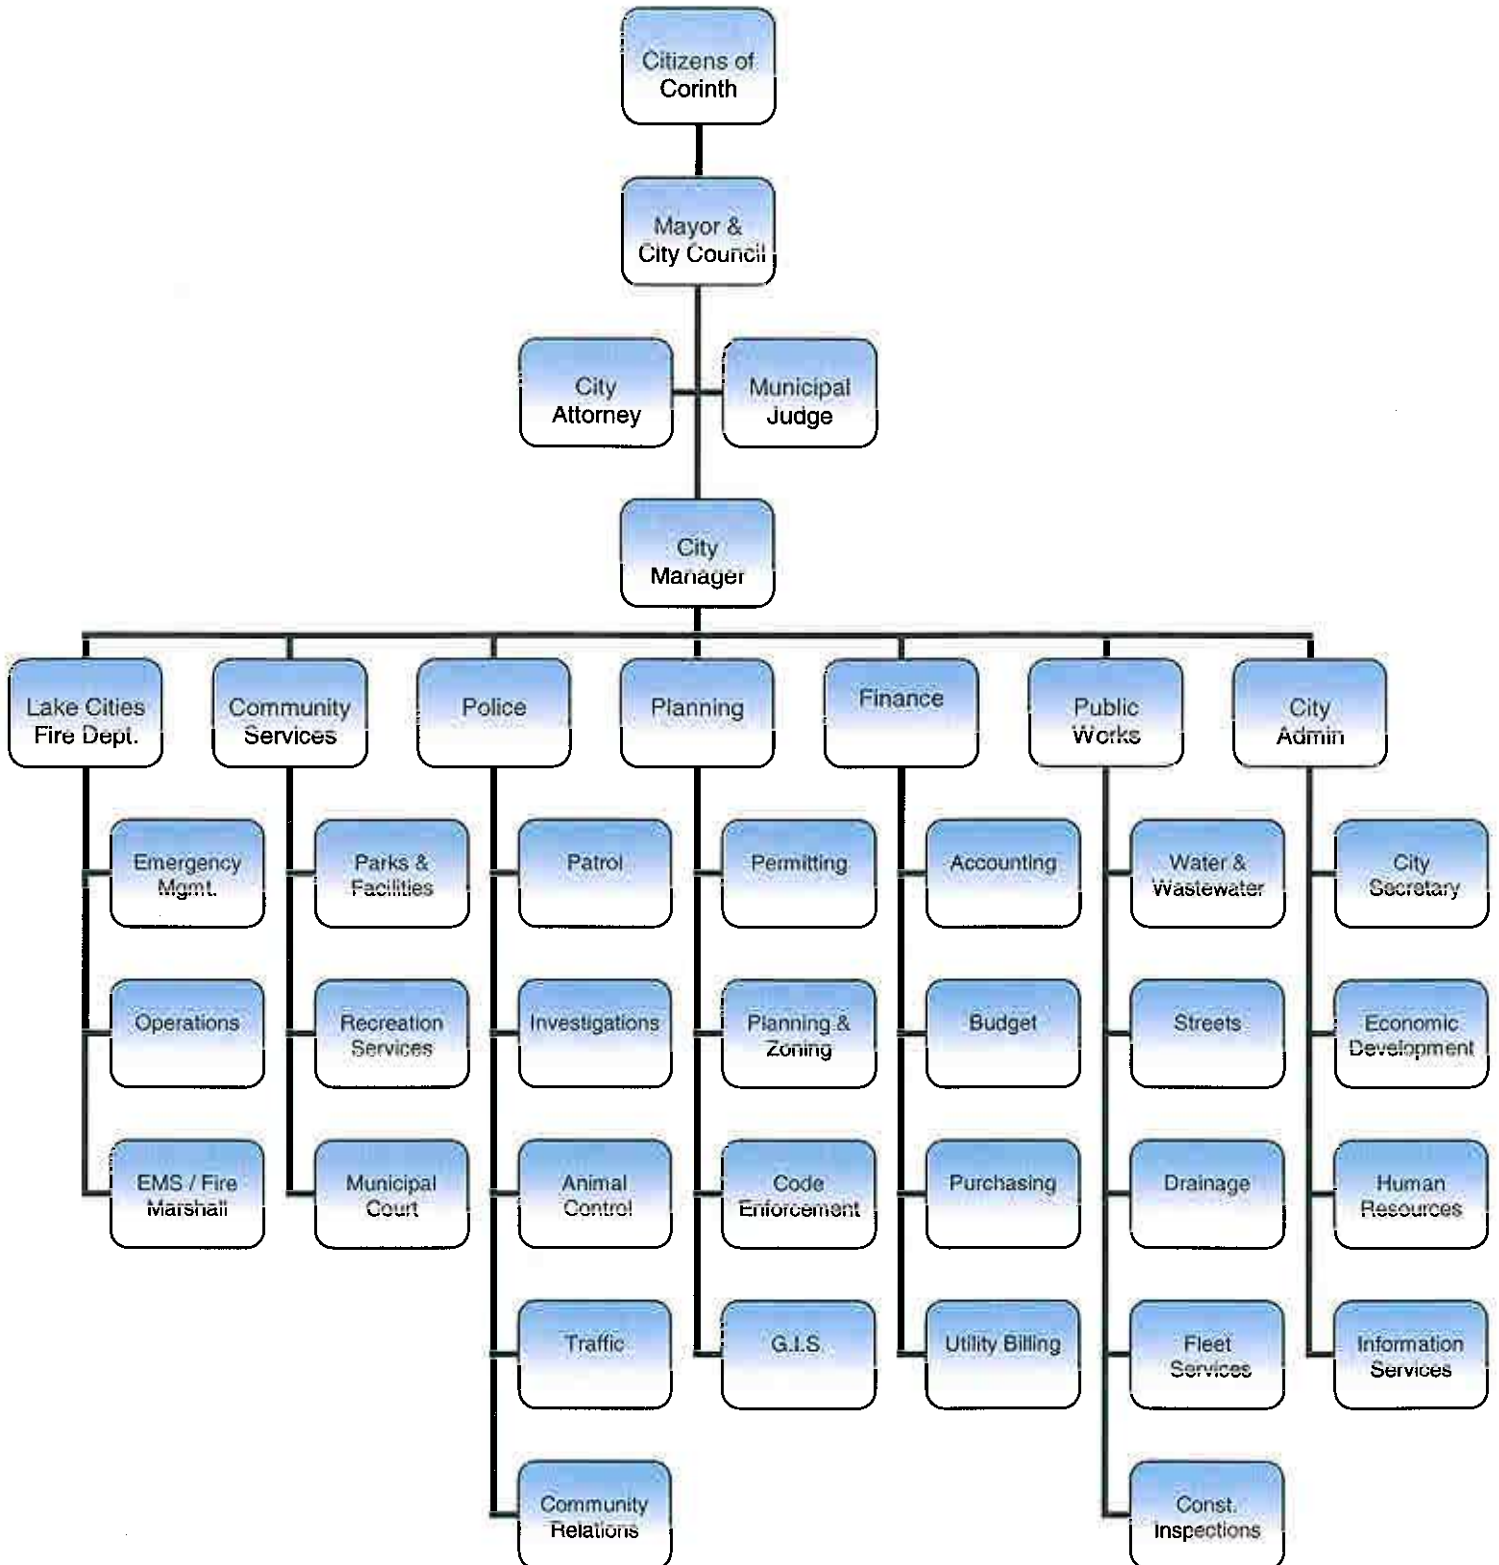 Citizens of
Corinth
Mayor &
City Council
City
Attorney
Municipal
Judge
City
Manager
Lake Cities
Fire Dept.
Community
Services
Police
Planning
Finance
Public
Works
City
Admin
Emergency
Mgmt.
Parks &
Facilities
Patrol
Permitting
Accounting
Water &
Wastewater
City
Secretary
Operations
Recreation
Services
Investigations
Planning &
Zoning
Budget
Streets
Economic
Development
EMS / Fire
Marshall
Municipal
Court
Animal
Control
Code
Enforcement
Purchasing
Drainage
Human
Resources
Traffic
G.I.S.
Utility Billing
Fleet
Services
Information
Services
Community
Relations
Const.
Inspections